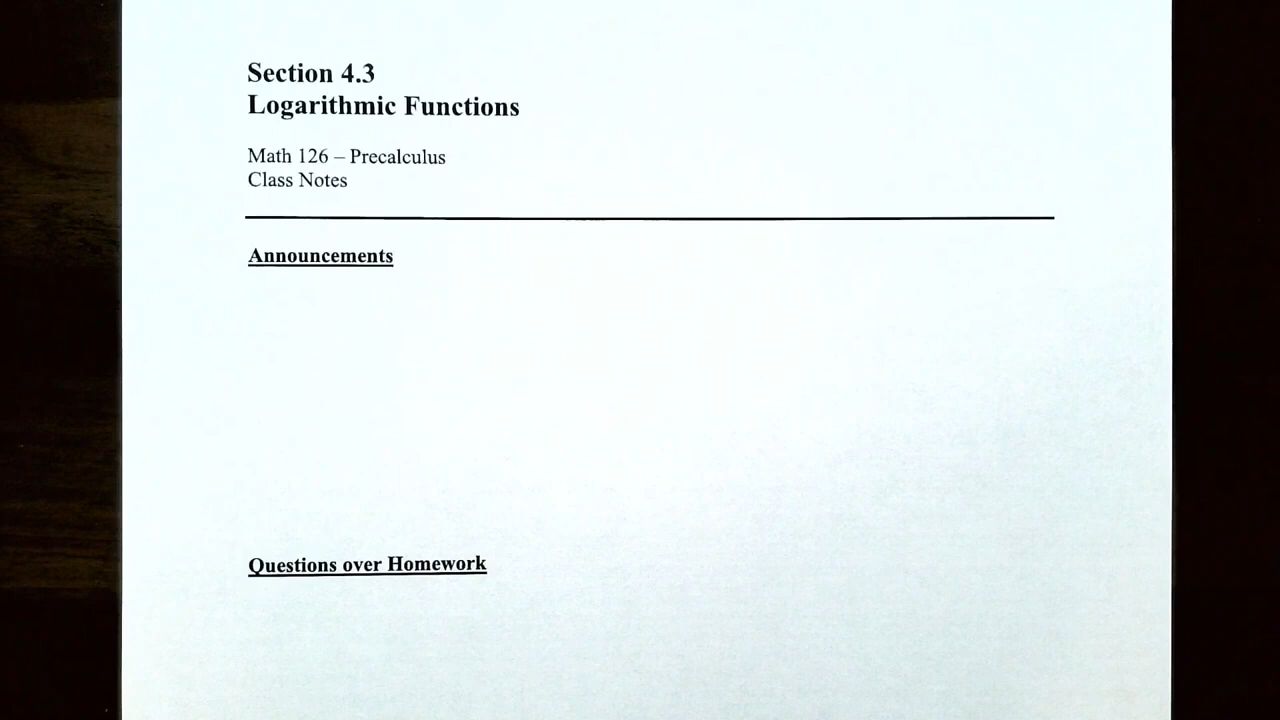 Section 4.3
Logarithmic Functions
Math 126 – Precalculus
Class Notes
Announcements
Questions over Homework